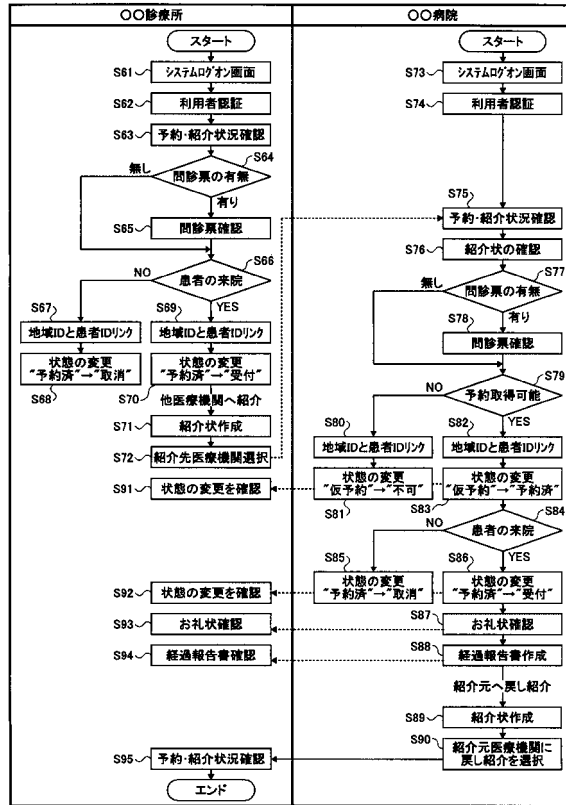 ○○診療所
スタート
S61
システムログオン画面
S62
利用者認証
S63
予約・紹介状況確認
S64
無し
問診票の有無
有り
S65
問診票確認
S66
NO
患者の来院
YES
S67
地域IDと患者IDリンク
S69
地域IDと患者IDリンク
状態の変更
"予約済"→"取消"
S68
状態の変更
"予約済"→"受付"
S70
他医療機関へ紹介
S71
紹介状作成
S72
紹介先医療機関選択
S91
状態の変更を確認
S92
状態の変更を確認
S93
お礼状確認
S94
経過報告書確認
S95
予約・紹介状況確認
エンド
○○病院
スタート
S73
システムログオン画面
S74
利用者認証
S75
予約・紹介状況確認
S76
紹介状の確認
S77
無し
問診票の有無
有り
S78
問診票確認
S79
NO
予約取得可能
YES
S80
地域IDと患者IDリンク
S82
地域IDと患者IDリンク
状態の変更
"仮予約"→"不可"
S81
状態の変更
"仮予約"→"予約済"
S83
S84
NO
患者の来院
YES
S85
状態の変更
"予約済"→"取消"
S86
状態の変更
"予約済"→"受付"
S87
お礼状確認
S88
経過報告書作成
紹介元へ戻し紹介
S89
紹介状作成
S90
紹介元医療機関に
戻し紹介を選択